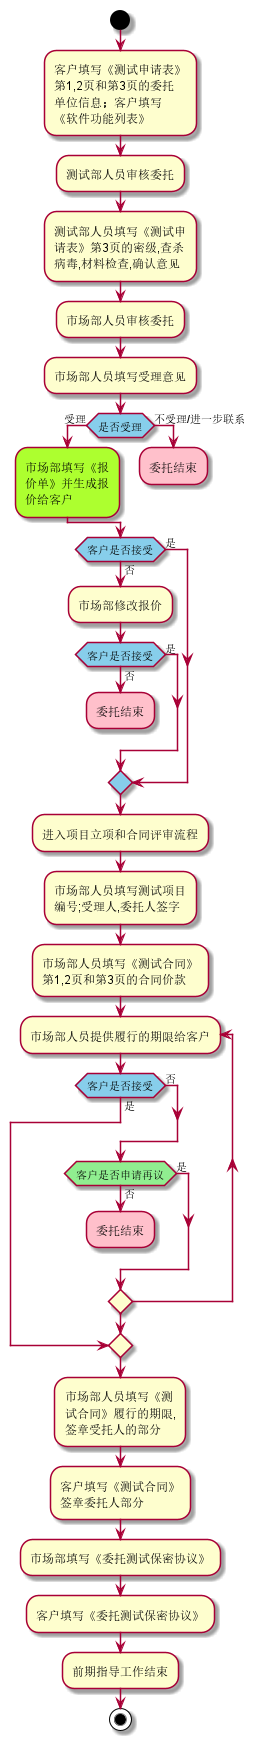 客户填写《测试申请表》
第1,2页和第3页的委托
单位信息；客户填写
《软件功能列表》
测试部人员审核委托
测试部人员填写《测试申
请表》第3页的密级,查杀
病毒,材料检查,确认意见
市场部人员审核委托
市场部人员填写受理意见
受理
是否受理
不受理/进一步联系
市场部填写《报
价单》并生成报
价给客户
委托结束
客户是否接受
是
否
市场部修改报价
客户是否接受
是
否
委托结束
进入项目立项和合同评审流程
市场部人员填写测试项目
编号;受理人,委托人签字
市场部人员填写《测试合同》
第1,2页和第3页的合同价款
市场部人员提供履行的期限给客户
客户是否接受
否
是
客户是否申请再议
是
否
委托结束
市场部人员填写《测
试合同》履行的期限,
签章受托人的部分
客户填写《测试合同》
签章委托人部分
市场部填写《委托测试保密协议》
客户填写《委托测试保密协议》
前期指导工作结束